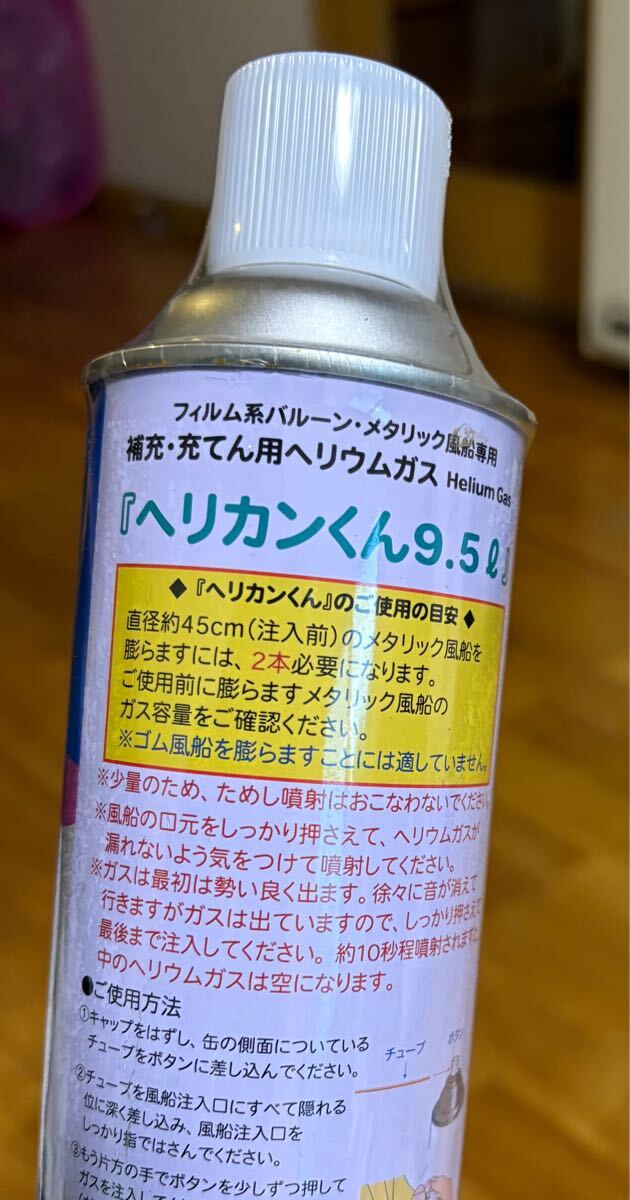 フィルム系バルーン・メタリック風船専用
補充・充てん用ヘリウムガス Helium Gas
『ヘリカンくん9.5ℓ』
◆『ヘリカンくん』のご使用の目安◆
直径約45cm(注入前)のメタリック風船を
膨らますには、2本必要になります。
ご使用前に膨らますメタリック風船の
ガス容量をご確認ください。
※ゴム風船を膨らますことには適していません。
※少量のため、ためし噴射はおこなわないでください。
※風船の口元をしっかり押さえて、ヘリウムガスが
漏れないよう気をつけて噴射してください。
※ガスは最初は勢い良く出ます。徐々に音が消えて
行きますがガスは出ていますので、しっかり押さえて
最後まで注入してください。約10秒程噴射されますと
中のヘリウムガスは空になります。
●ご使用方法
①キャップをはずし、缶の側面についている
チューブをボタンに差し込んでください。
チューブ
ボタン
②チューブを風船注入口にすべて隠れる
位に深く差し込み、風船注入口を
しっかり指ではさんでください。
③もう片方の手でボタンを少しずつ押して
ガスを注入して